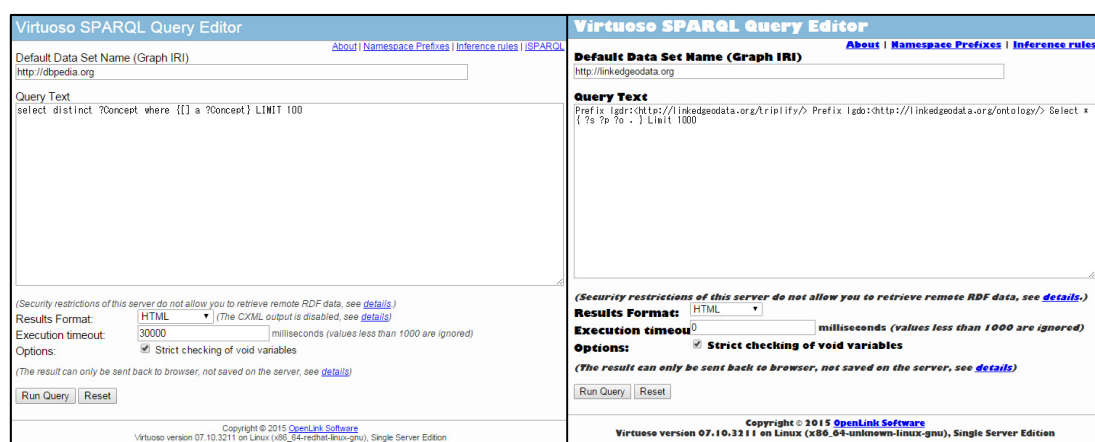 Virtuoso SPARQL Query Editor
About | Namespace Prefixes | Inference rules | iSPARQL
Default Data Set Name (Graph IRI)
http://dbpedia.org
Query Text
select distinct ?Concept where {[] a ?Concept} LIMIT 100
(Security restrictions of this server do not allow you to retrieve remote RDF data, see details.)
Results Format: HTML (The CXML output is disabled, see details)
Execution timeout: 30000 milliseconds (values less than 1000 are ignored)
Options: Strict checking of void variables
(The result can only be sent back to browser, not saved on the server, see details)
Run Query Reset
Copyright © 2015 OpenLink Software
Virtuoso version 07.10.3211 on Linux (x86_64-redhat-linux-gnu), Single Server Edition
Virtuoso SPARQL Query Editor
About | Namespace Prefixes | Inference rules
Default Data Set Name (Graph IRI)
http://linkedgeodata.org
Query Text
Prefix lgdr:<http://linkedgeodata.org/triplify/> Prefix lgdo:<http://linkedgeodata.org/ontology/> Select *
{ ?s ?p ?o . } Limit 1000
(Security restrictions of this server do not allow you to retrieve remote RDF data, see details.)
Results Format: HTML
Execution timeou 0 milliseconds (values less than 1000 are ignored)
Options: Strict checking of void variables
(The result can only be sent back to browser, not saved on the server, see details)
Run Query Reset
Copyright © 2015 OpenLink Software
Virtuoso version 07.10.3211 on Linux (x86_64-unknown-linux-gnu), Single Server Edition